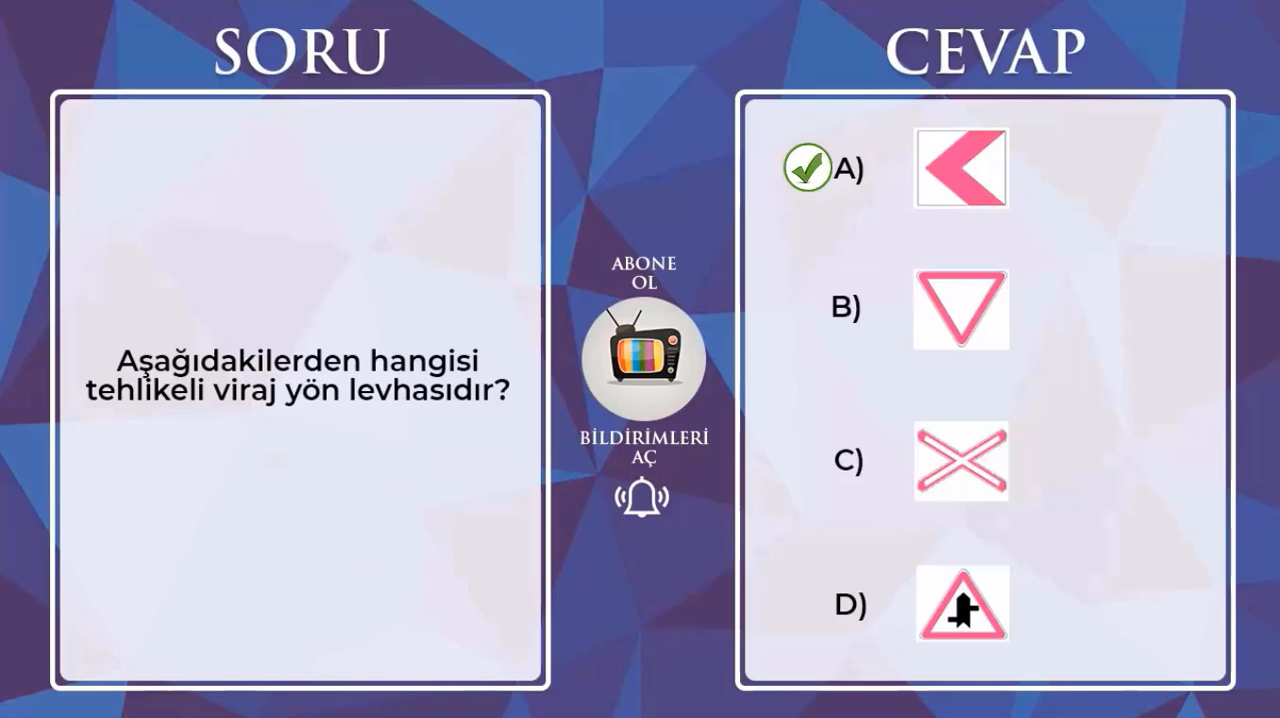 SORU
Aşağıdakilerden hangisi
tehlikeli viraj yön levhasıdır?
ABONE
OL
BİLDİRİMLERİ
AÇ
CEVAP
A)
B)
C)
D)